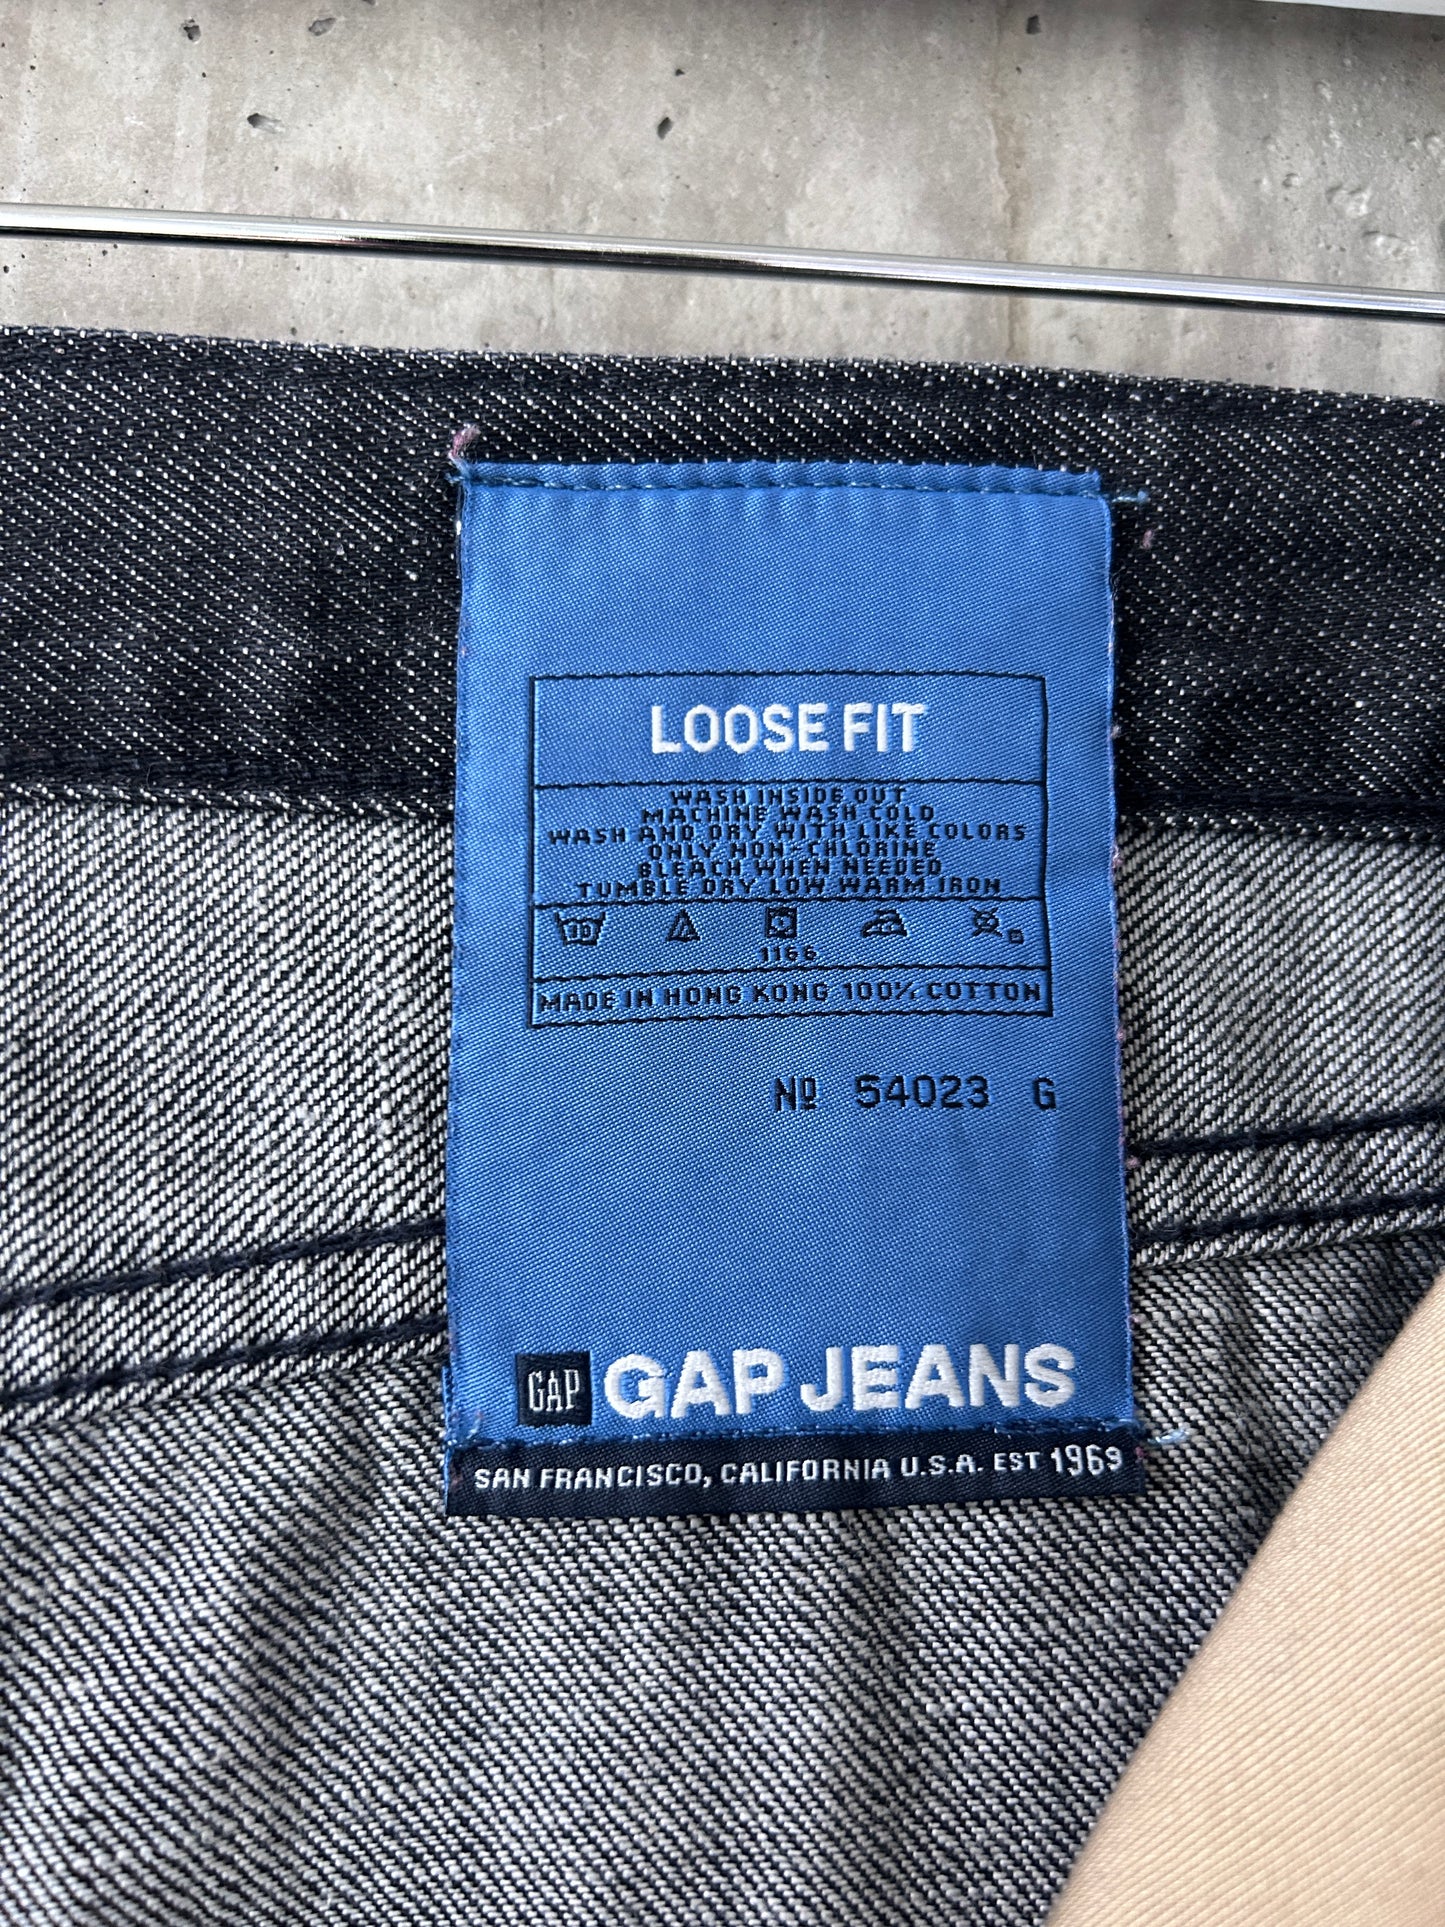 LOOSE FIT
WASH INSIDE OUT
MACHINE WASH COLD
WASH AND DRY WITH LIKE COLORS
ONLY NON-CHLORINE
BLEACH WHEN NEEDED
TUMBLE DRY LOW WARM IRON
30
1166
MADE IN HONG KONG 100% COTTON
Nº 54023 G
GAP GAP JEANS
SAN FRANCISCO, CALIFORNIA U.S.A. EST 1969